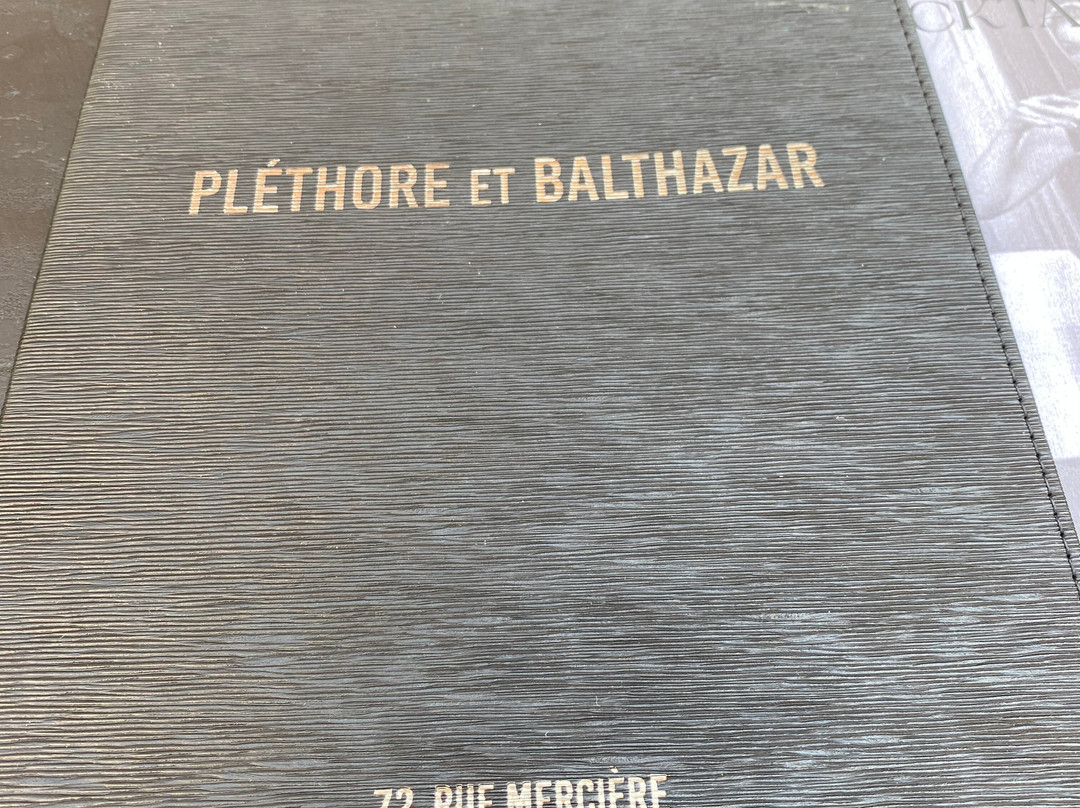 PLÉTHORE ET BALTHAZAR
72, RUE MERCIÈRE